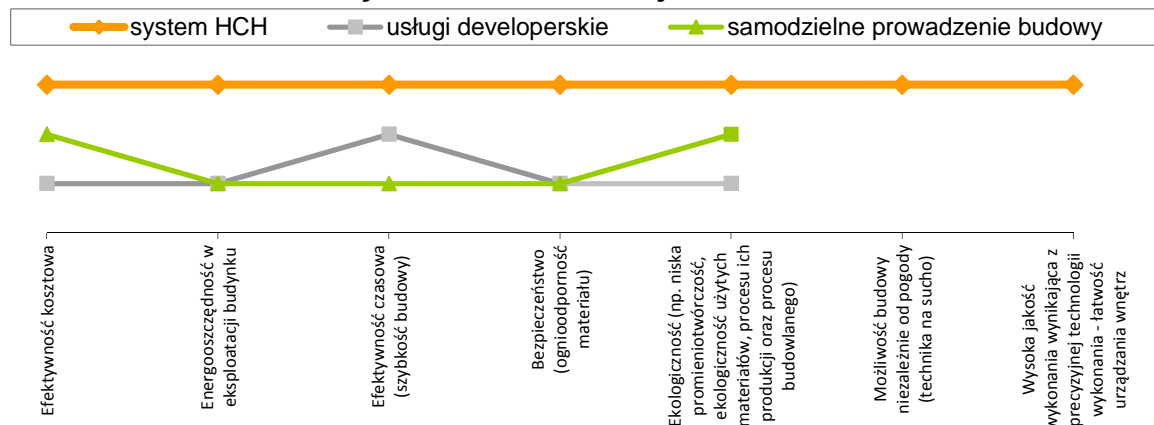 system HCH
usługi developerskie
samodzielne prowadzenie budowy
Efektywność kosztowa
Energooszczędność w
eksploatacji budynku
Efektywność czasowa
(szybkość budowy)
Bezpieczeństwo
(ognioodporność
materiału)
Ekologiczność (np. niska
promieniotwórczość,
ekologiczność użytych
materiałów, procesu ich
produkcji oraz procesu
budowlanego)
Możliwość budowy
niezależnie od pogody
(technika na sucho)
Wysoka jakość
wykonania wynikająca z
precyzyjnej technologii
wykonania - łatwość
urządzania wnętrz